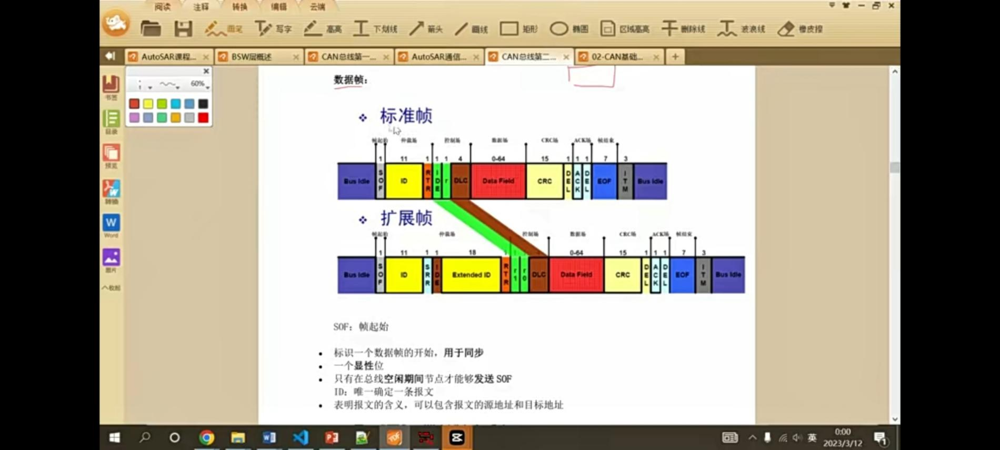 阅读 注释 转换 编辑 云端
画笔 写字 高亮 下划线 箭头 画线 矩形 椭圆 区域高亮 删除线 波浪线 橡皮擦
AutoSAR课程... BSW层概述 CAN总线第一... AutoSAR通信... CAN总线第二... 02-CAN基础...
60%
书签
目录
预览
转换
W
Word
图片
收起
数据帧:
标准帧
帧起始 仲裁场 控制场 数据场 CRC场 ACK场 帧结束
1 11 1 1 1 4 0-64 15 1 1 1 7 3
Bus Idle SOF ID RTR IDE r DLC Data Field CRC DEL ACK DEL EOF ITM Bus Idle
扩展帧
帧起始 仲裁场 控制场 数据场 CRC场 ACK场 帧结束
1 11 1 1 18 1 4 0-64 15 1 1 1 7 3
Bus Idle SOF ID SRR IDE Extended ID RTR r1 r0 DLC Data Field CRC DEL ACK DEL EOF ITM Bus Idle
SOF: 帧起始
• 标识一个数据帧的开始，用于同步
• 一个显性位
• 只有在总线空闲期间节点才能够发送 SOF
ID: 唯一确定一条报文
• 表明报文的含义，可以包含报文的源地址和目标地址
英
0:00
2023/3/12
1